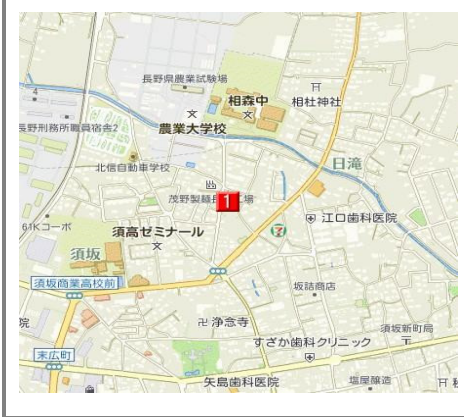 長野県農業試験場
相森中
相杜神社
4
長野刑務所職員宿舎2
農業大学校
日滝
北信自動車学校
茂野製麺長
工場
1
江口歯科医院
61Kコーポ
須高ゼミナール
7
須坂
須坂商業高校前
坂詰商店
院
浄念寺
須坂新町局
すざか歯科クリニック
末広町
矢島歯科医院
塩屋醸造